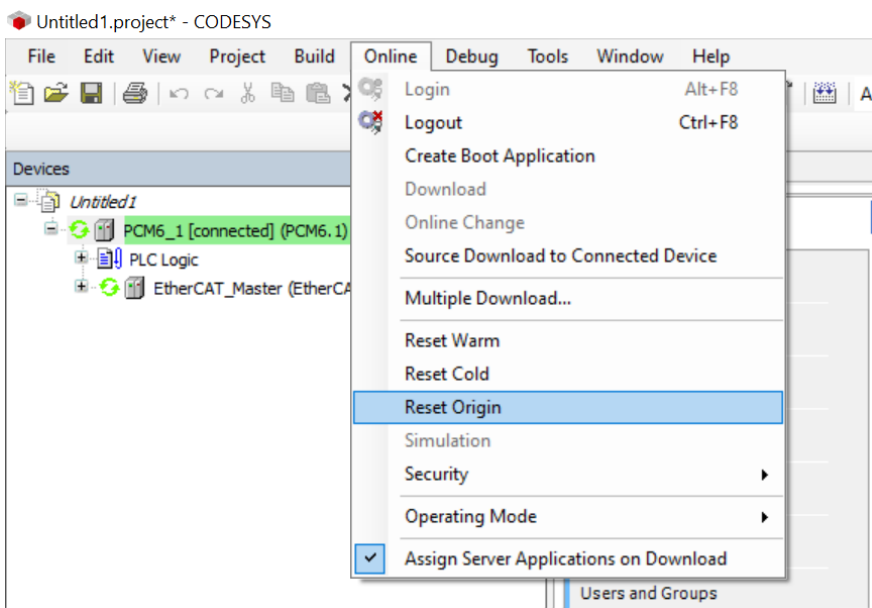 Untitled1.project* - CODESYS
File Edit View Project Build Online Debug Tools Window Help
Login Alt+F8
Logout Ctrl+F8
Create Boot Application
Download
Online Change
Source Download to Connected Device
Multiple Download...
Reset Warm
Reset Cold
Reset Origin
Simulation
Security
Operating Mode
Assign Server Applications on Download
A
Devices
Untitled1
PCM6_1 [connected] (PCM6.1)
PLC Logic
EtherCAT_Master (EtherCA
Users and Groups